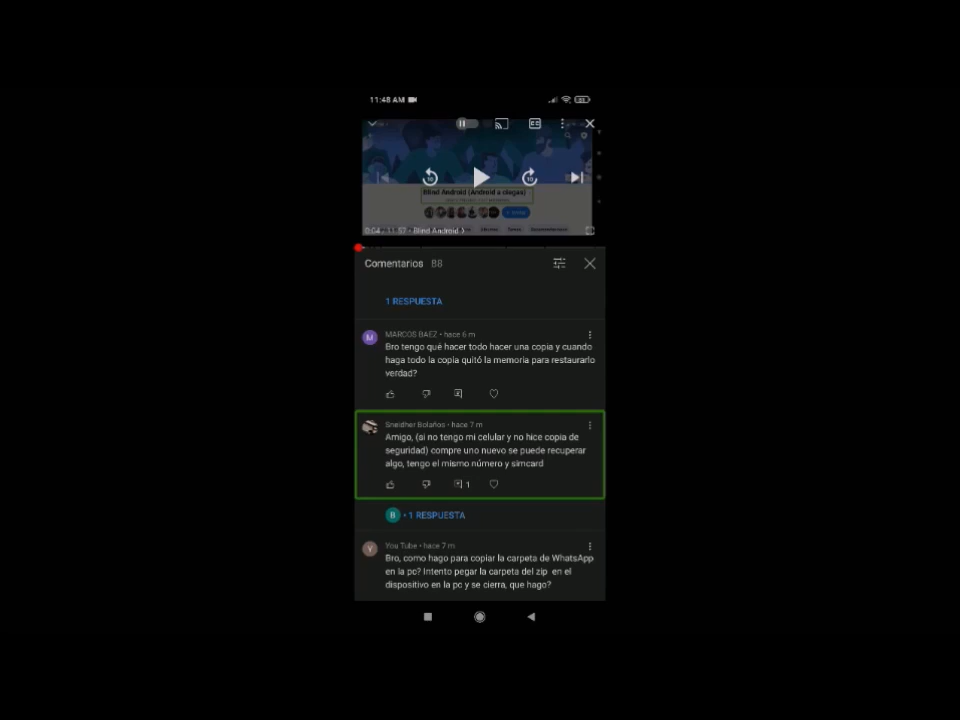 11:48 AM
Blind Android (Android a ciegas)
0:04 / 11:57 • Blind Android
Comentarios 88
1 RESPUESTA
M
MARCOS BAEZ • hace 6 m
Bro tengo qué hacer todo hacer una copia y cuando
haga todo la copia quitó la memoria para restaurarlo
verdad?
Sneidher Bolaños • hace 7 m
Amigo, (si no tengo mi celular y no hice copia de
seguridad) compre uno nuevo se puede recuperar
algo, tengo el mismo número y simcard
1
B • 1 RESPUESTA
Y
You Tube • hace 7 m
Bro, como hago para copiar la carpeta de WhatsApp
en la pc? Intento pegar la carpeta del zip en el
dispositivo en la pc y se cierra, que hago?